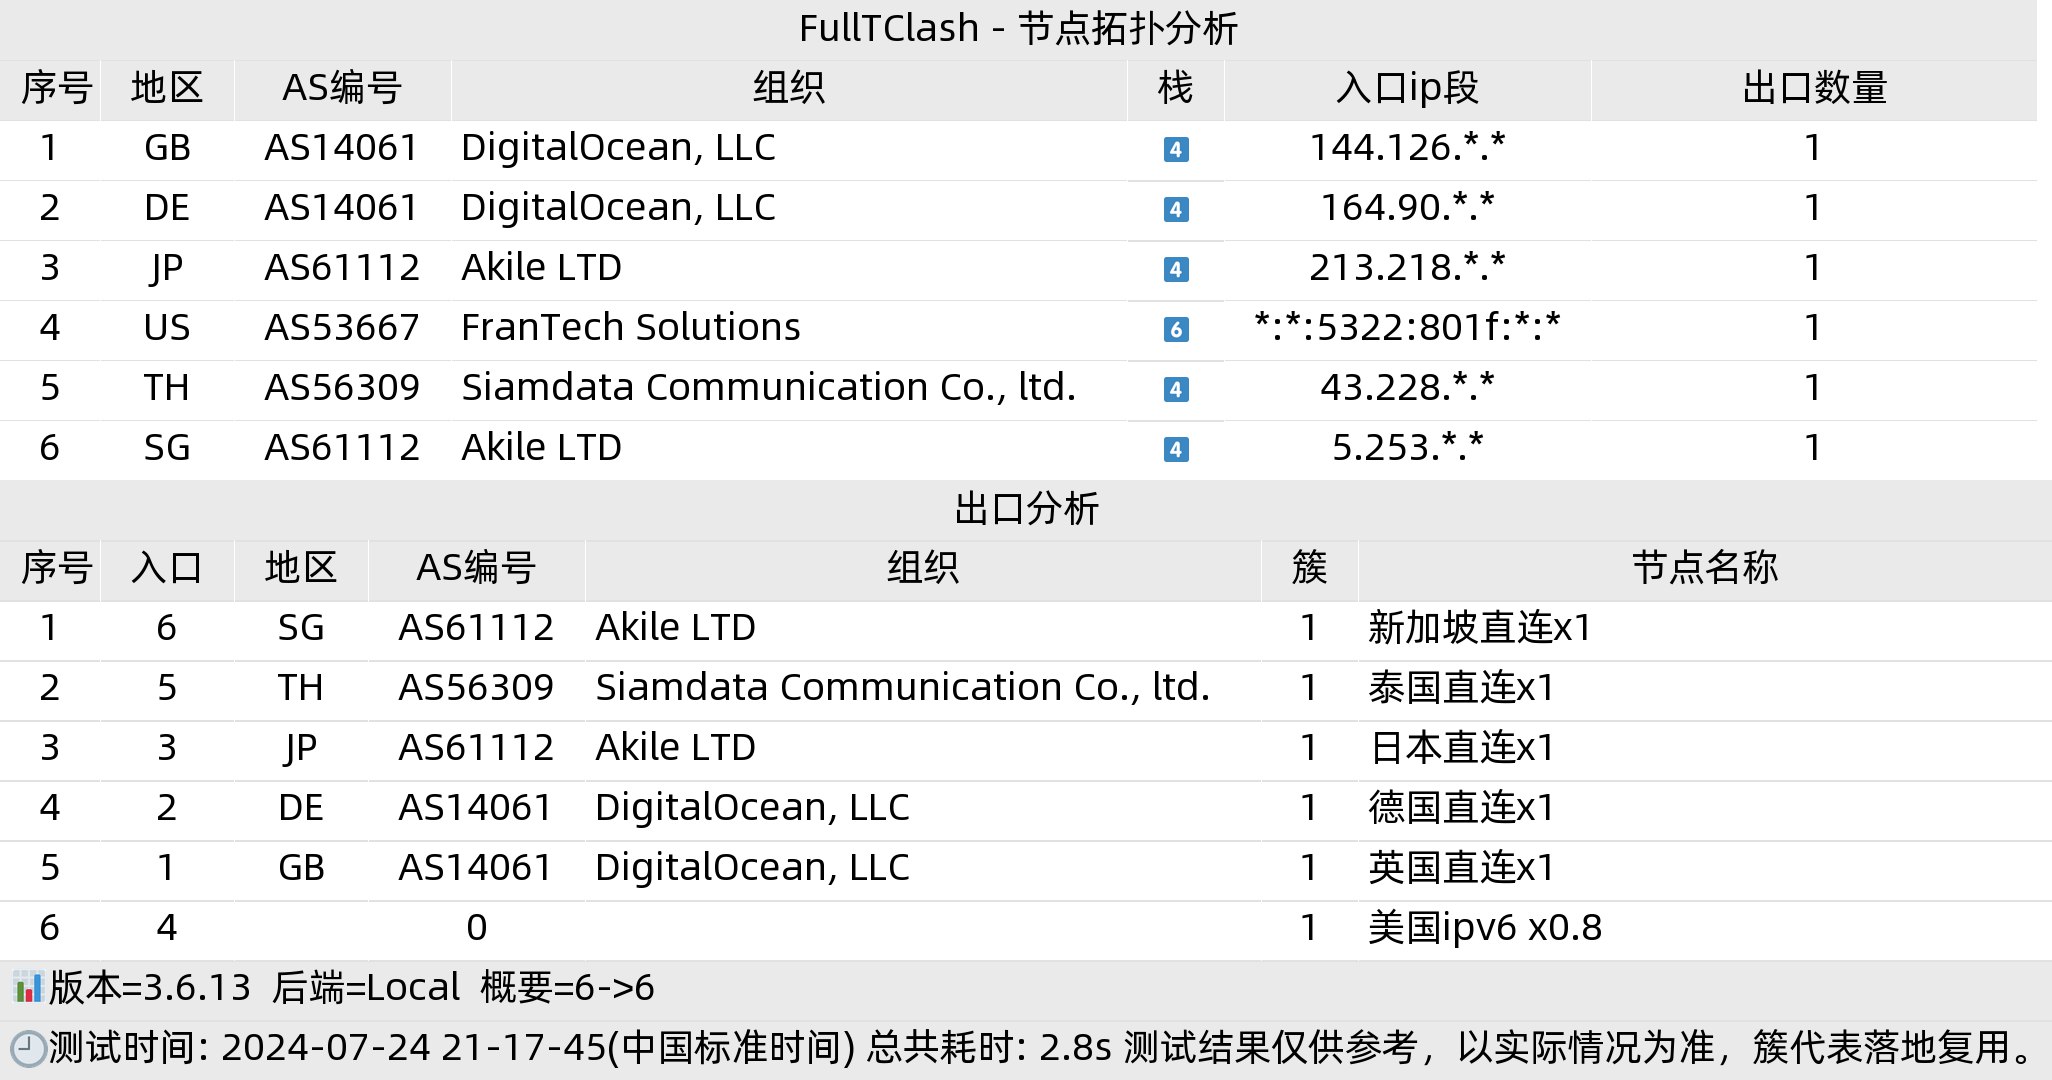 FullTClash - 节点拓扑分析
序号 地区 AS编号 组织 栈 入口ip段 出口数量
1 GB AS14061 DigitalOcean, LLC 4 144.126.*.* 1
2 DE AS14061 DigitalOcean, LLC 4 164.90.*.* 1
3 JP AS61112 Akile LTD 4 213.218.*.* 1
4 US AS53667 FranTech Solutions 6 *:*:5322:801f:*:* 1
5 TH AS56309 Siamdata Communication Co., ltd. 4 43.228.*.* 1
6 SG AS61112 Akile LTD 4 5.253.*.* 1
出口分析
序号 入口 地区 AS编号 组织 簇 节点名称
1 6 SG AS61112 Akile LTD 1 新加坡直连x1
2 5 TH AS56309 Siamdata Communication Co., ltd. 1 泰国直连x1
3 3 JP AS61112 Akile LTD 1 日本直连x1
4 2 DE AS14061 DigitalOcean, LLC 1 德国直连x1
5 1 GB AS14061 DigitalOcean, LLC 1 英国直连x1
6 4 0 1 美国ipv6 x0.8
版本=3.6.13 后端=Local 概要=6->6
测试时间: 2024-07-24 21-17-45(中国标准时间) 总共耗时: 2.8s 测试结果仅供参考，以实际情况为准，簇代表落地复用。